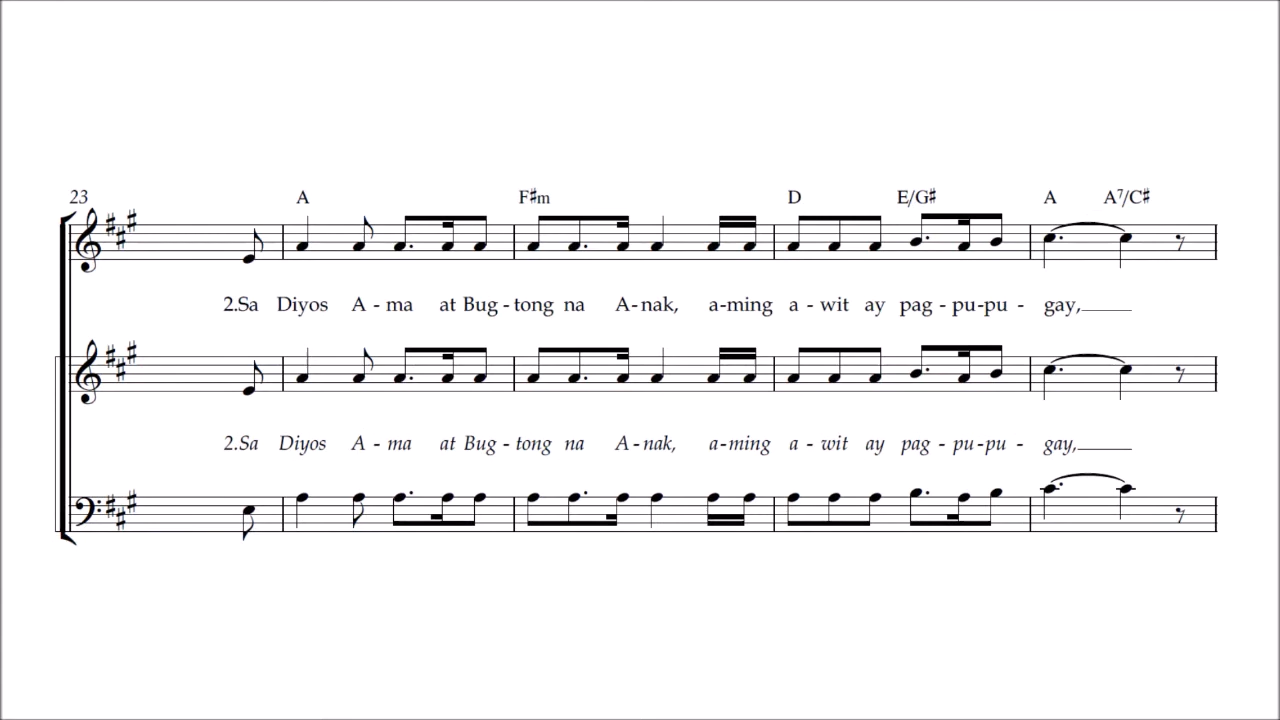 23 A F#m D E/G# A A7/C#
2.Sa Diyos A - ma at Bug - tong na A - nak, a - ming a - wit ay pag - pu - pu - gay,
2.Sa Diyos A - ma at Bug - tong na A - nak, a - ming a - wit ay pag - pu - pu - gay,